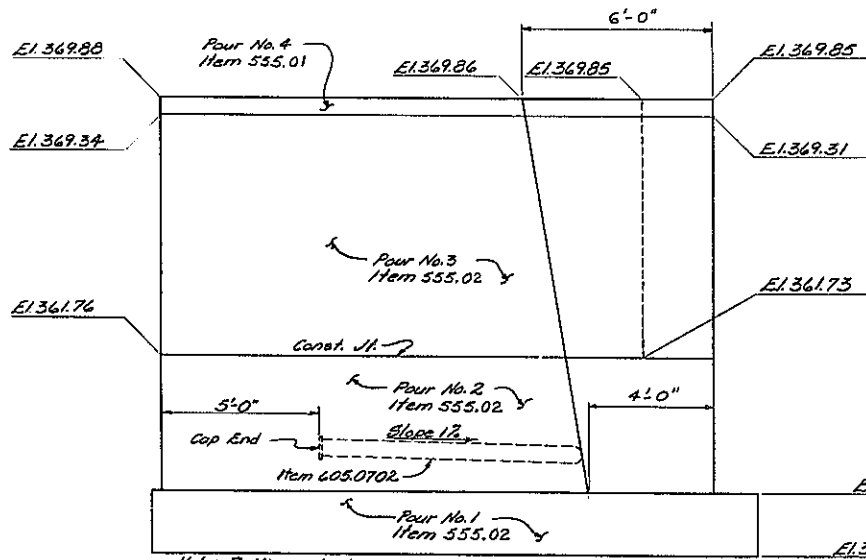 6'-0"
El. 369.88
Pour No. 4
Item 555.01
El. 369.86
El. 369.85
El. 369.85
El. 369.34
El. 369.31
Pour No. 3
Item 555.02
El. 361.76
El. 361.73
Const. Jt.
Pour No. 2
Item 555.02
5'-0"
4'-0"
Slope 1%
Cap End
Item 605.0702
Pour No. 1
Item 555.02